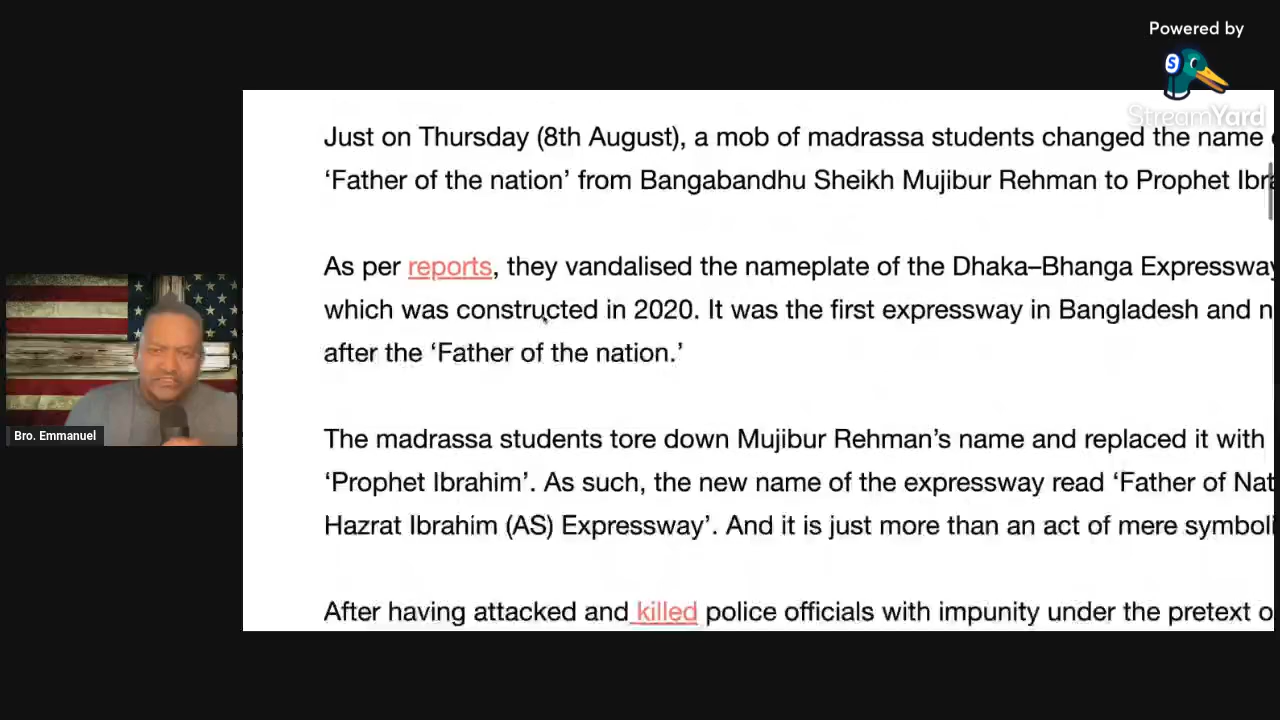 Powered by
StreamYard
Just on Thursday (8th August), a mob of madrassa students changed the name
‘Father of the nation’ from Bangabandhu Sheikh Mujibur Rehman to Prophet
As per reports, they vandalised the nameplate of the Dhaka–Bhanga Expressway
which was constructed in 2020. It was the first expressway in Bangladesh and
after the ‘Father of the nation.’
The madrassa students tore down Mujibur Rehman’s name and replaced it with
‘Prophet Ibrahim’. As such, the new name of the expressway read ‘Father of
Hazrat Ibrahim (AS) Expressway’. And it is just more than an act of mere
After having attacked and killed police officials with impunity under the pretext
Bro. Emmanuel